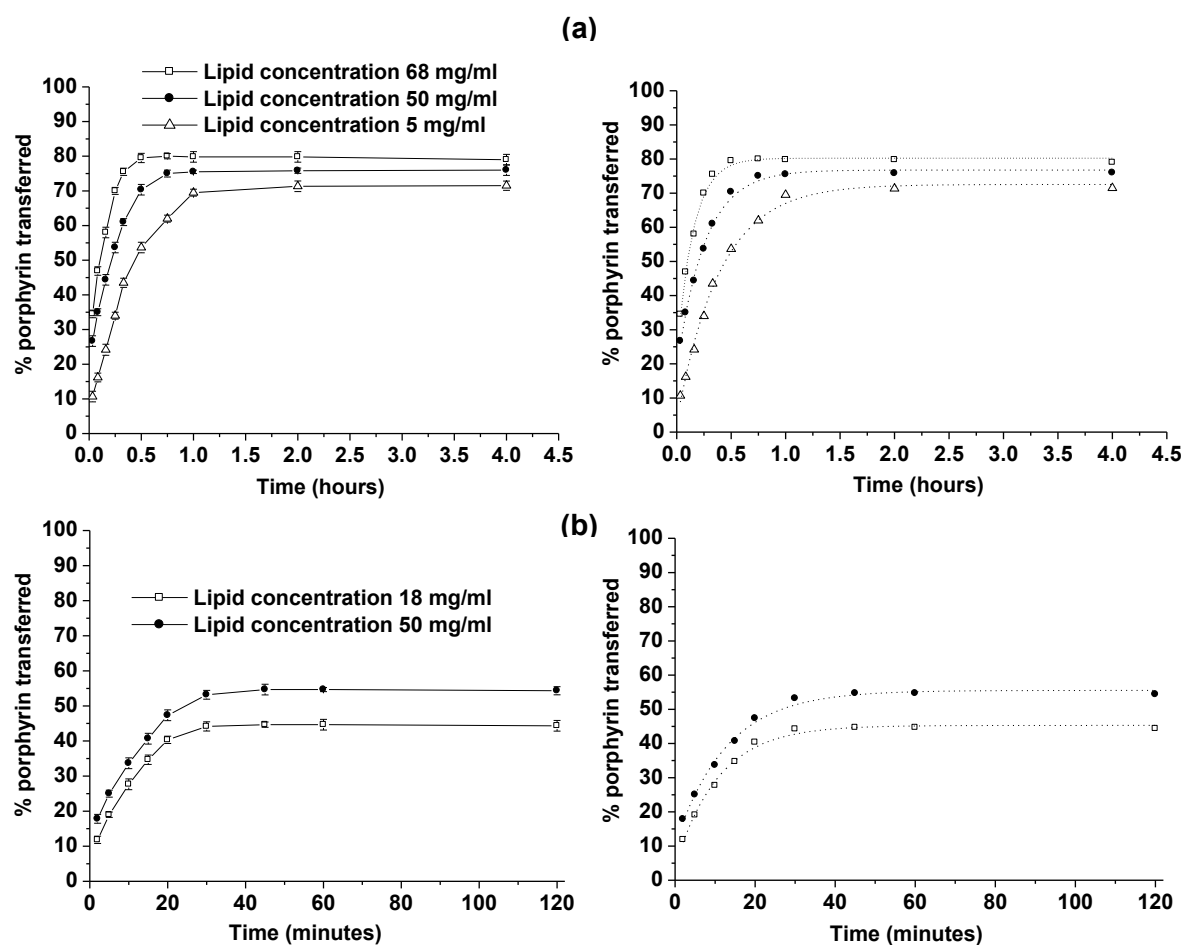 (a)
Lipid concentration 68 mg/ml
Lipid concentration 50 mg/ml
Lipid concentration 5 mg/ml
% porphyrin transferred
100
90
80
70
60
50
40
30
20
10
0
0.0 0.5 1.0 1.5 2.0 2.5 3.0 3.5 4.0 4.5
Time (hours)
% porphyrin transferred
100
90
80
70
60
50
40
30
20
10
0
0.0 0.5 1.0 1.5 2.0 2.5 3.0 3.5 4.0 4.5
Time (hours)
(b)
Lipid concentration 18 mg/ml
Lipid concentration 50 mg/ml
% porphyrin transferred
100
90
80
70
60
50
40
30
20
10
0
0 20 40 60 80 100 120
Time (minutes)
% porphyrin transferred
100
90
80
70
60
50
40
30
20
10
0
0 20 40 60 80 100 120
Time (minutes)